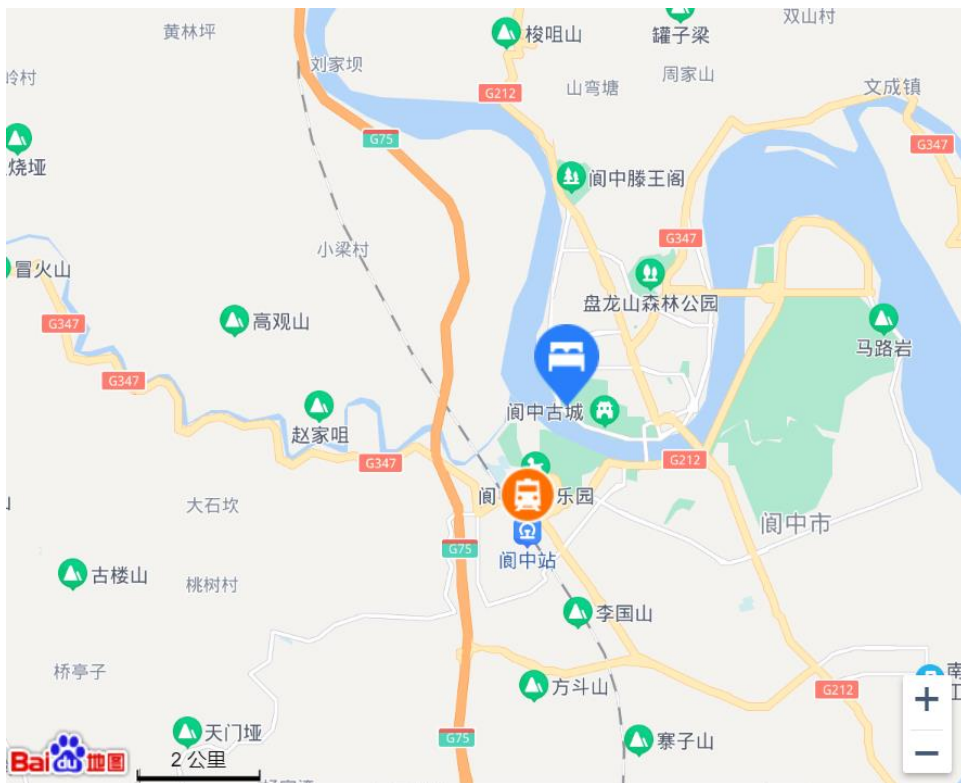 双山村
黄林坪
梭咀山
罐子梁
刘家坝
周家山
岭村
山弯塘
文成镇
G212
G75
G347
烧垭
阆中滕王阁
G347
小梁村
冒火山
盘龙山森林公园
G347
高观山
马路岩
G347
阆中古城
赵家咀
G347
G212
大石坎
阆
乐园
阆中市
G75
阆中站
古楼山
桃树村
李国山
桥亭子
南
江
方斗山
G212
天门垭
G75
寨子山
Bai du 地图
2 公里
+
−